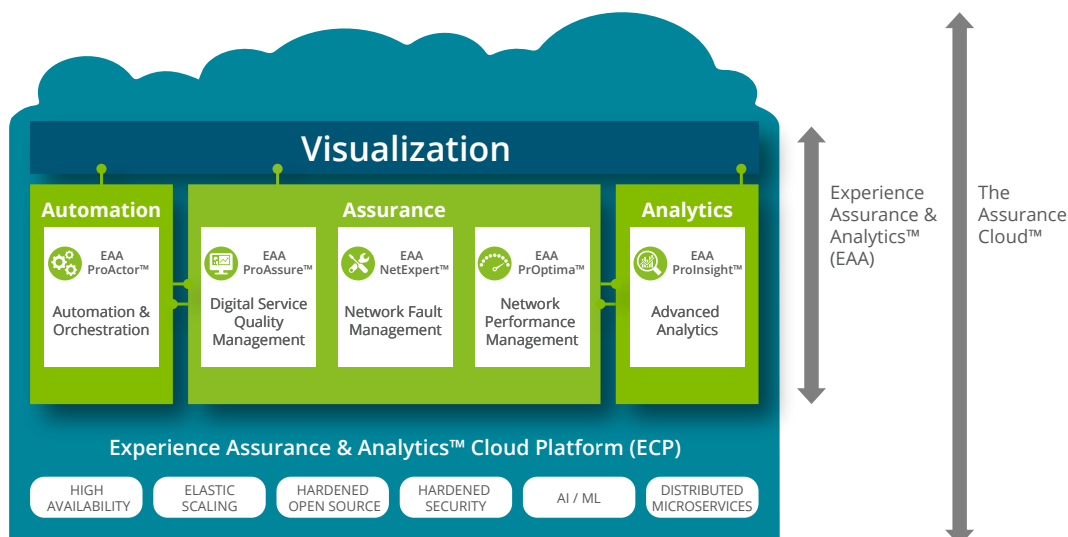 Visualization
Automation
EAA
ProActor™
Automation &
Orchestration
Assurance
EAA
ProAssure™
Digital Service
Quality
Management
EAA
NetExpert™
Network Fault
Management
EAA
PrOptima™
Network
Performance
Management
Analytics
EAA
ProInsight™
Advanced
Analytics
Experience Assurance & Analytics™ Cloud Platform (ECP)
HIGH
AVAILABILITY
ELASTIC
SCALING
HARDENED
OPEN SOURCE
HARDENED
SECURITY
AI / ML
DISTRIBUTED
MICROSERVICES
Experience
Assurance &
Analytics™
(EAA)
The
Assurance
Cloud™